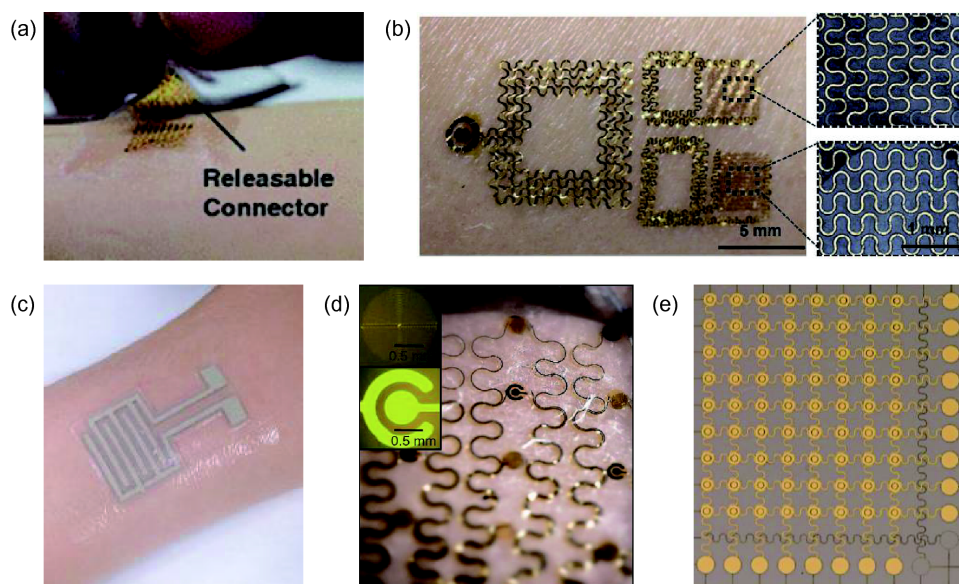 (a)
Releasable
Connector
(b)
5 mm
1 mm
(c)
(d)
0.5 mm
0.5 mm
(e)